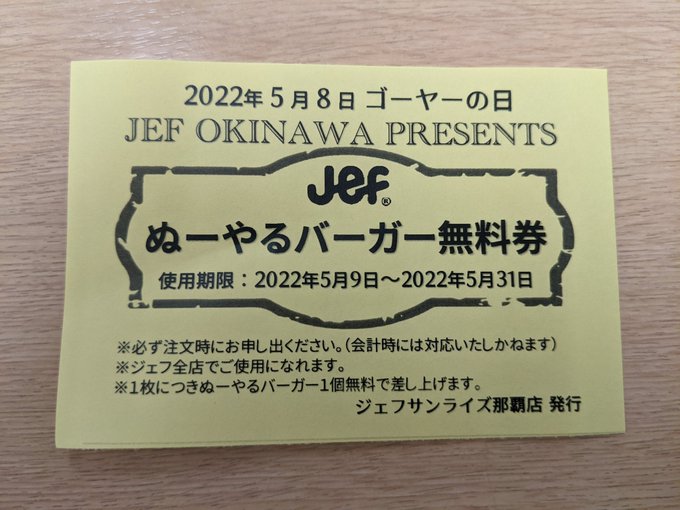 2022年5月8日 ゴーヤーの日
JEF OKINAWA PRESENTS
Jef®
ぬーやるバーガー無料券
使用期限：2022年5月9日～2022年5月31日
※必ず注文時にお申し出ください。（会計時には対応いたしかねます）
※ジェフ全店でご使用になれます。
※1枚につきぬーやるバーガー1個無料で差し上げます。
ジェフサンライズ那覇店 発行